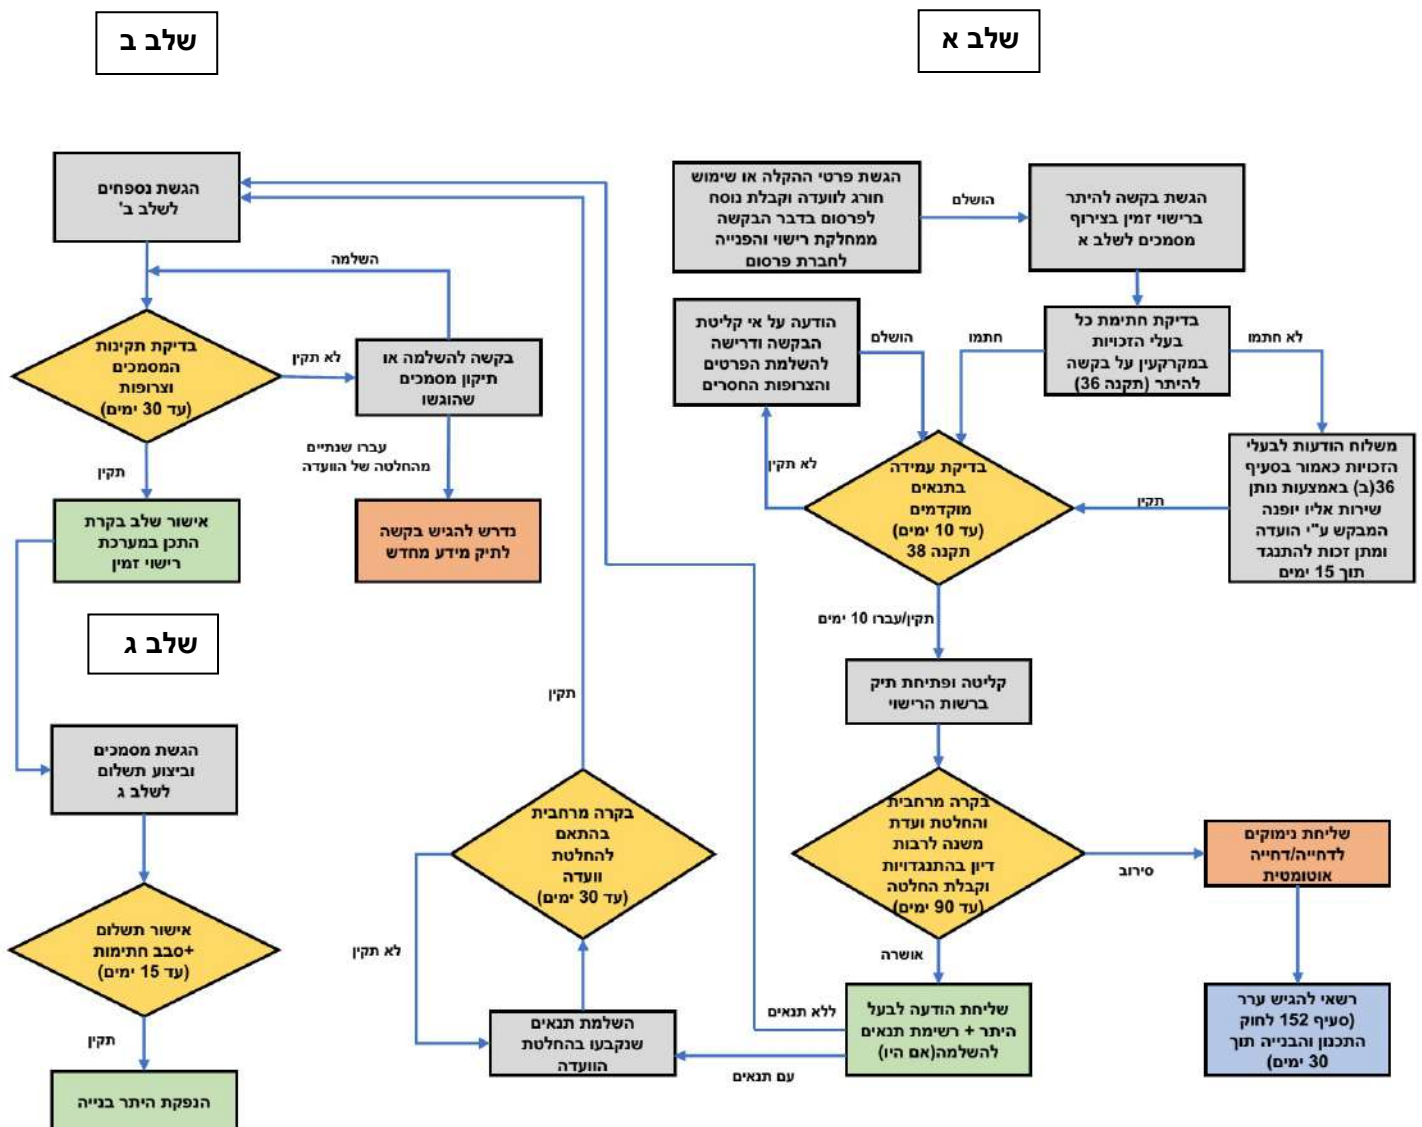 שלב א
הגשת פרטי ההקלה או שימוש
חורג לוועדה וקבלת נוסח
לפרסום בדבר הבקשה
ממחלקת רישוי והפנייה
לחברת פרסום
הושלם
הגשת בקשה להיתר
ברישוי זמין בצירוף
מסמכים לשלב א
בדיקת חתימת כל
בעלי הזכויות
במקרקעין על בקשה
להיתר (תקנה 36)
לא חתמו
חתמו
משלוח הודעות לבעלי
הזכויות כאמור בסעיף
36(ב) באמצעות נותן
שירות אליו יופנה
המבקש ע"י הועדה
ומתן זכות להתנגד
תוך 15 ימים
תקין
הודעה על אי קליטת
הבקשה ודרישה
להשלמת הפרטים
והצרופות החסרים
הושלם
לא תקין
בדיקת עמידה
בתנאים
מוקדמים
(עד 10 ימים)
תקנה 38
תקין/עברו 10 ימים
קליטה ופתיחת תיק
ברשות הרישוי
בקרה מרחבית
והחלטת ועדת
משנה לרבות
דיון בהתנגדויות
וקבלת החלטה
(עד 90 ימים)
סירוב
שליחת נימוקים
לדחייה/דחייה
אוטומטית
רשאי להגיש ערר
(סעיף 152 לחוק
התכנון והבנייה תוך
30 ימים)
אושרה
שליחת הודעה לבעל
היתר + רשימת תנאים
להשלמה(אם היו)
ללא תנאים
עם תנאים
השלמת תנאים
שנקבעו בהחלטת
הוועדה
בקרה מרחבית
בהתאם
להחלטת
וועדה
(עד 30 ימים)
לא תקין
תקין
שלב ב
הגשת נספחים
לשלב ב'
השלמה
בדיקת תקינות
המסמכים
וצרופות
(עד 30 ימים)
לא תקין
בקשה להשלמה או
תיקון מסמכים
שהוגשו
עברו שנתיים
מהחלטה של הוועדה
נדרש להגיש בקשה
לתיק מידע מחדש
תקין
אישור שלב בקרת
התכן במערכת
רישוי זמין
שלב ג
הגשת מסמכים
וביצוע תשלום
לשלב ג
אישור תשלום
+סבב חתימות
(עד 15 ימים)
תקין
הנפקת היתר בנייה